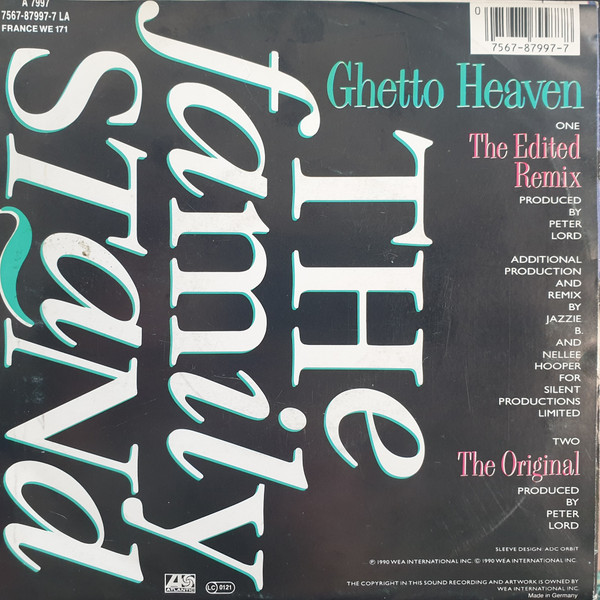 A 7997
7567-87997-7 LA
FRANCE WE 171
0
7567-87997-7
THe
family
STaNd
Ghetto Heaven
ONE
The Edited
Remix
PRODUCED
BY
PETER
LORD
ADDITIONAL
PRODUCTION
AND
REMIX
BY
JAZZIE
B.
AND
NELLEE
HOOPER
FOR
SILENT
PRODUCTIONS
LIMITED
TWO
The Original
PRODUCED
BY
PETER
LORD
SLEEVE DESIGN· ADC ORBIT
℗ 1990 WEA INTERNATIONAL INC. © 1990 WEA INTERNATIONAL INC.
THE COPYRIGHT IN THIS SOUND RECORDING AND ARTWORK IS OWNED BY
WEA INTERNATIONAL INC.
Made in Germany
ATLANTIC
LC 0121